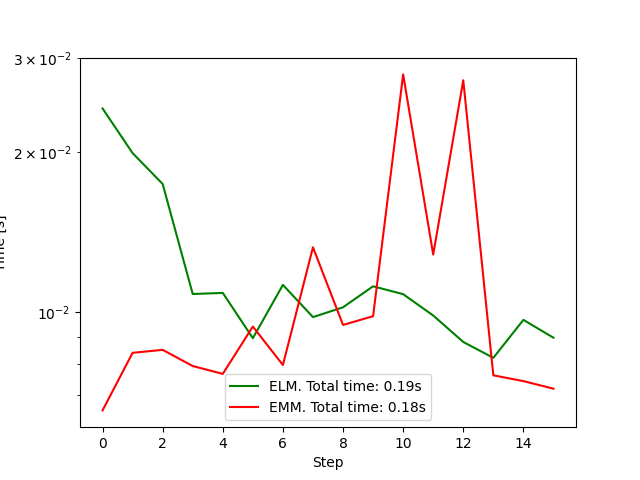 3 × 10⁻²
2 × 10⁻²
10⁻²
Time [s]
ELM. Total time: 0.19s
EMM. Total time: 0.18s
0 2 4 6 8 10 12 14
Step